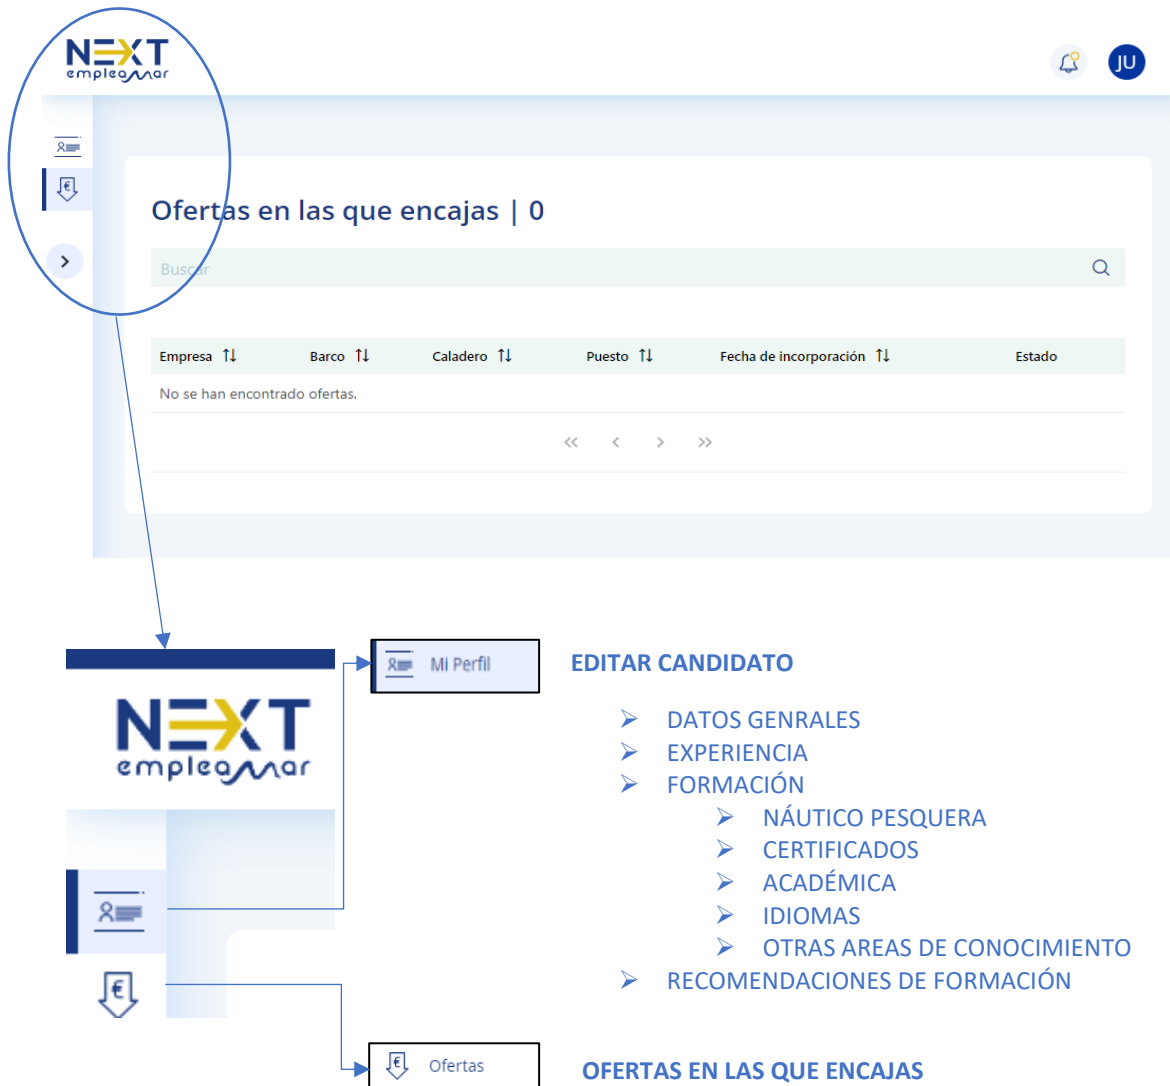 NEXT
empleamar
JU
Ofertas en las que encajas | 0
Buscar
Empresa ↑↓ Barco ↑↓ Caladero ↑↓ Puesto ↑↓ Fecha de incorporación ↑↓ Estado
No se han encontrado ofertas.
« ‹ › »
NEXT
empleamar
Mi Perfil
EDITAR CANDIDATO
➢ DATOS GENRALES
➢ EXPERIENCIA
➢ FORMACIÓN
➢ NÁUTICO PESQUERA
➢ CERTIFICADOS
➢ ACADÉMICA
➢ IDIOMAS
➢ OTRAS AREAS DE CONOCIMIENTO
➢ RECOMENDACIONES DE FORMACIÓN
Ofertas
OFERTAS EN LAS QUE ENCAJAS